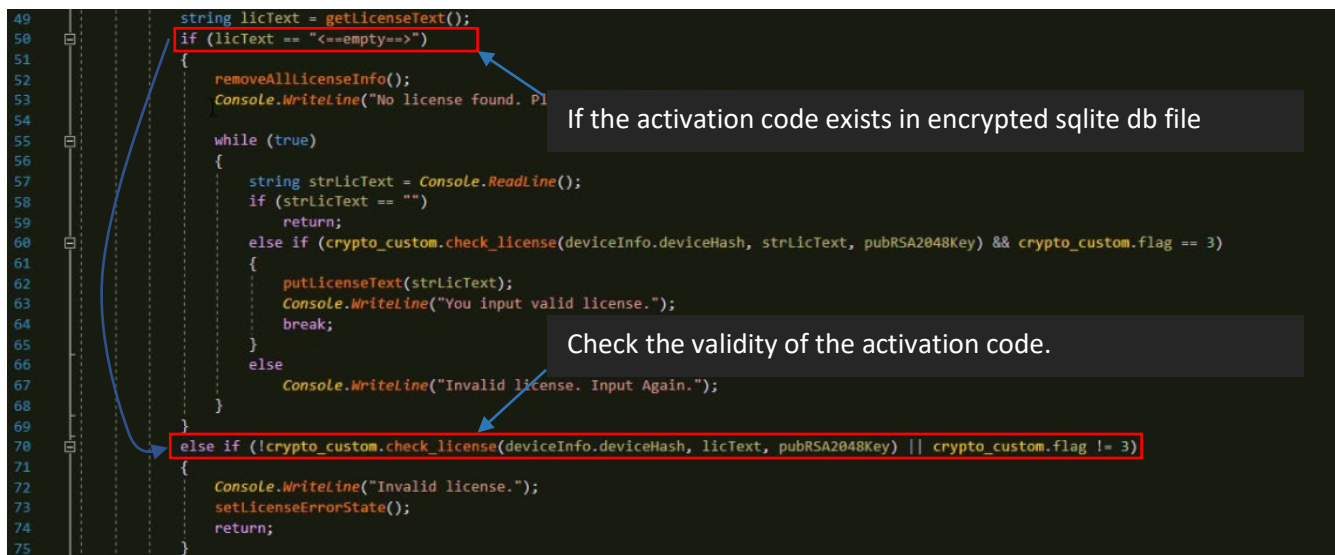 49 string licText = getLicenseText();
50 if (licText == "<==empty==>")
51 {
52 removeAllLicenseInfo();
53 Console.WriteLine("No license found. Pl
If the activation code exists in encrypted sqlite db file
54
55 while (true)
56 {
57 string strLicText = Console.ReadLine();
58 if (strLicText == "")
59 return;
60 else if (crypto_custom.check_license(deviceInfo.deviceHash, strLicText, pubRSA2048Key) && crypto_custom.flag == 3)
61 {
62 putLicenseText(strLicText);
63 Console.WriteLine("You input valid license.");
64 break;
Check the validity of the activation code.
65 }
66 else
67 Console.WriteLine("Invalid license. Input Again.");
68 }
69 }
70 else if (!crypto_custom.check_license(deviceInfo.deviceHash, licText, pubRSA2048Key) || crypto_custom.flag != 3)
71 {
72 Console.WriteLine("Invalid license.");
73 setLicenseErrorState();
74 return;
75 }